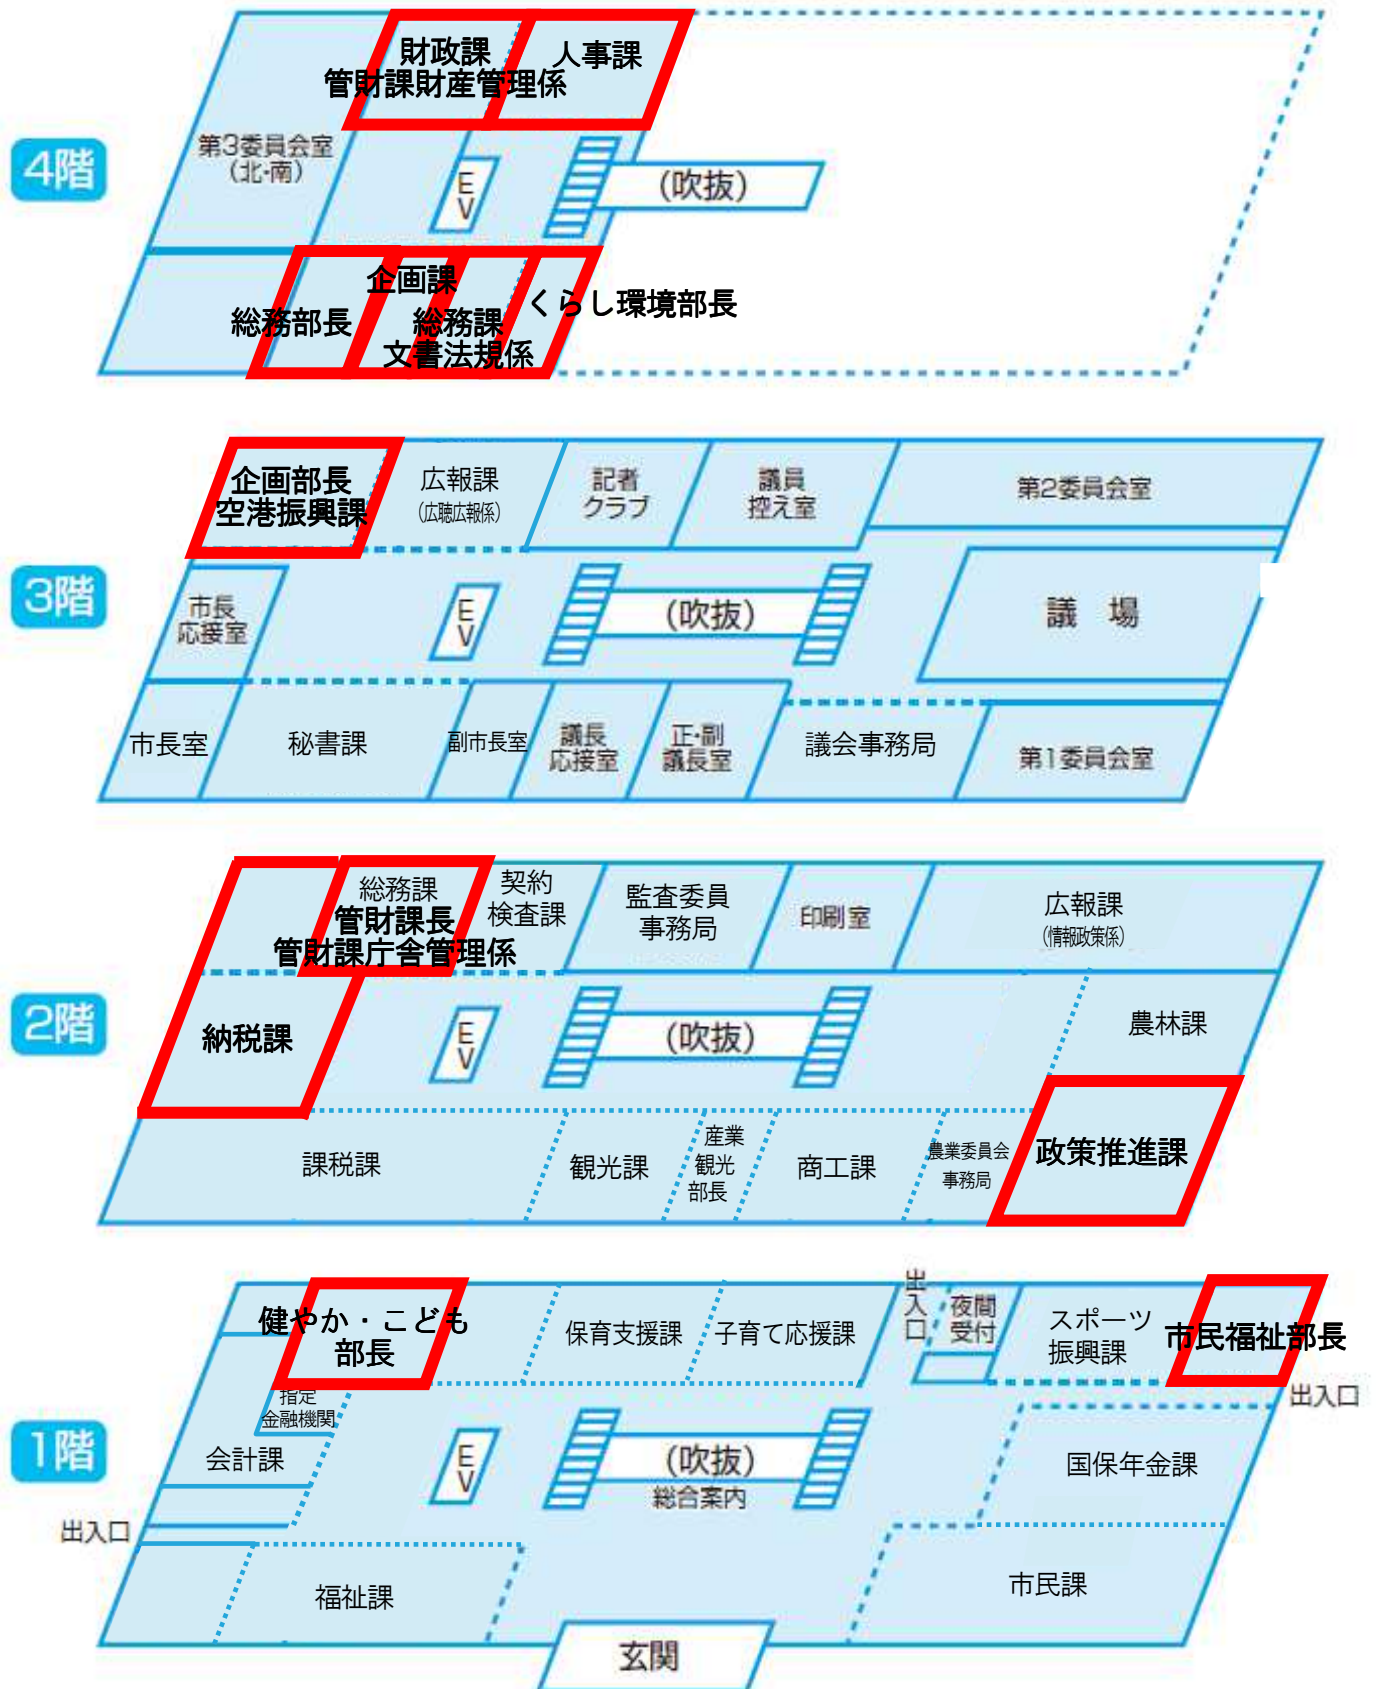 財政課
管財課財産管理係
人事課
第3委員会室
(北・南)
4階
EV
(吹抜)
企画課
総務部長
総務課
文書法規係
くらし環境部長
企画部長
空港振興課
広報課
(広聴広報係)
記者
クラブ
議員
控え室
第2委員会室
3階
市長
応接室
EV
(吹抜)
議 場
市長室
秘書課
副市長室
議長
応接室
正・副
議長室
議会事務局
第1委員会室
総務課
管財課長
管財課庁舎管理係
契約
検査課
監査委員
事務局
印刷室
広報課
(情報政策係)
2階
納税課
EV
(吹抜)
農林課
課税課
観光課
産業
観光
部長
商工課
農業委員会
事務局
政策推進課
健やか・こども
部長
保育支援課
子育て応援課
出入口
夜間
受付
スポーツ
振興課
市民福祉部長
出入口
指定
金融機関
1階
会計課
EV
(吹抜)
総合案内
国保年金課
出入口
福祉課
市民課
玄関